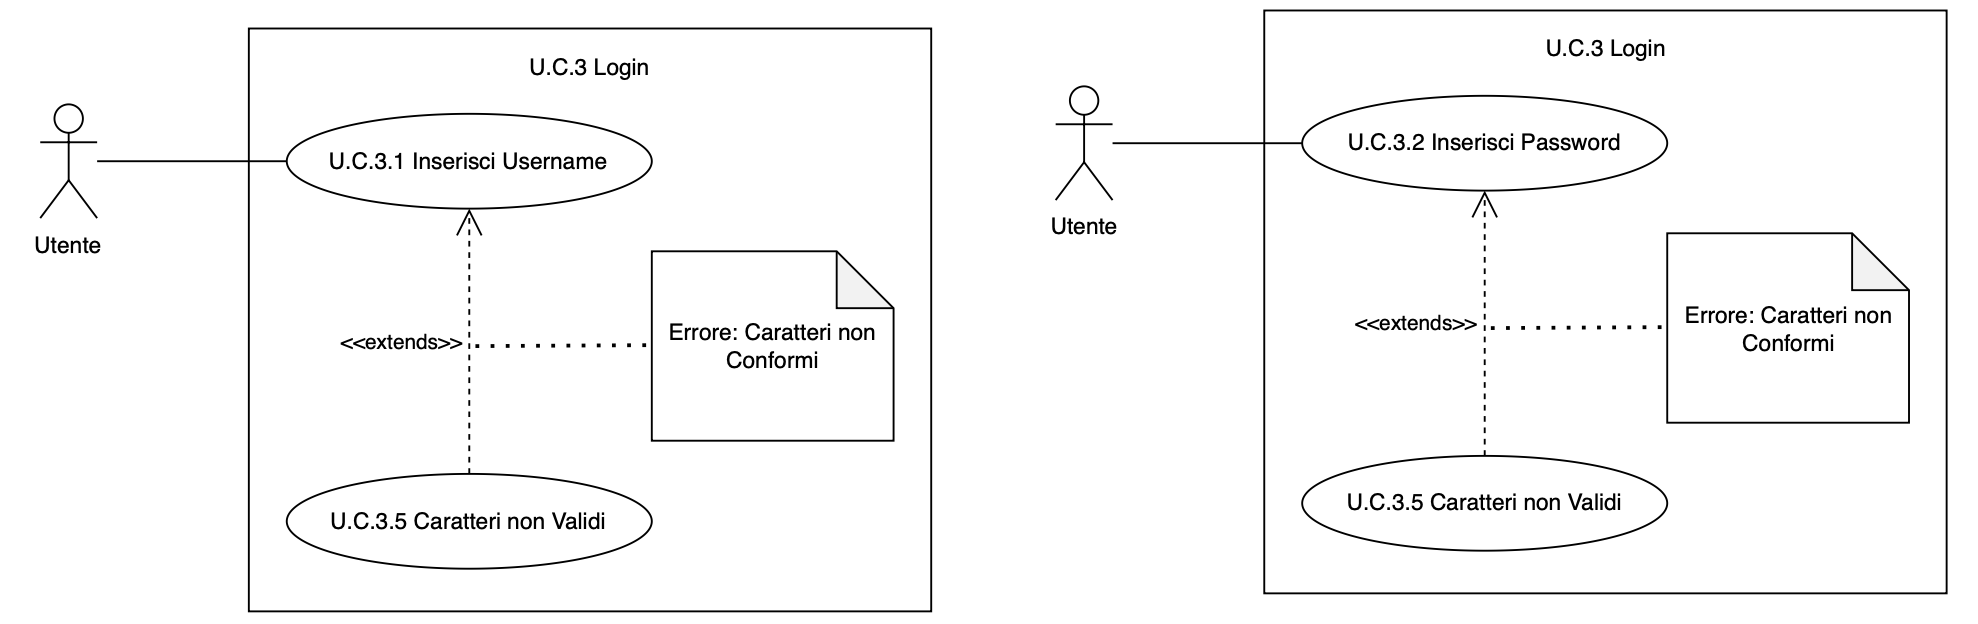 U.C.3 Login
U.C.3.1 Inserisci Username
Utente
<<extends>>
Errore: Caratteri non
Conformi
U.C.3.5 Caratteri non Validi
U.C.3 Login
U.C.3.2 Inserisci Password
Utente
<<extends>>
Errore: Caratteri non
Conformi
U.C.3.5 Caratteri non Validi